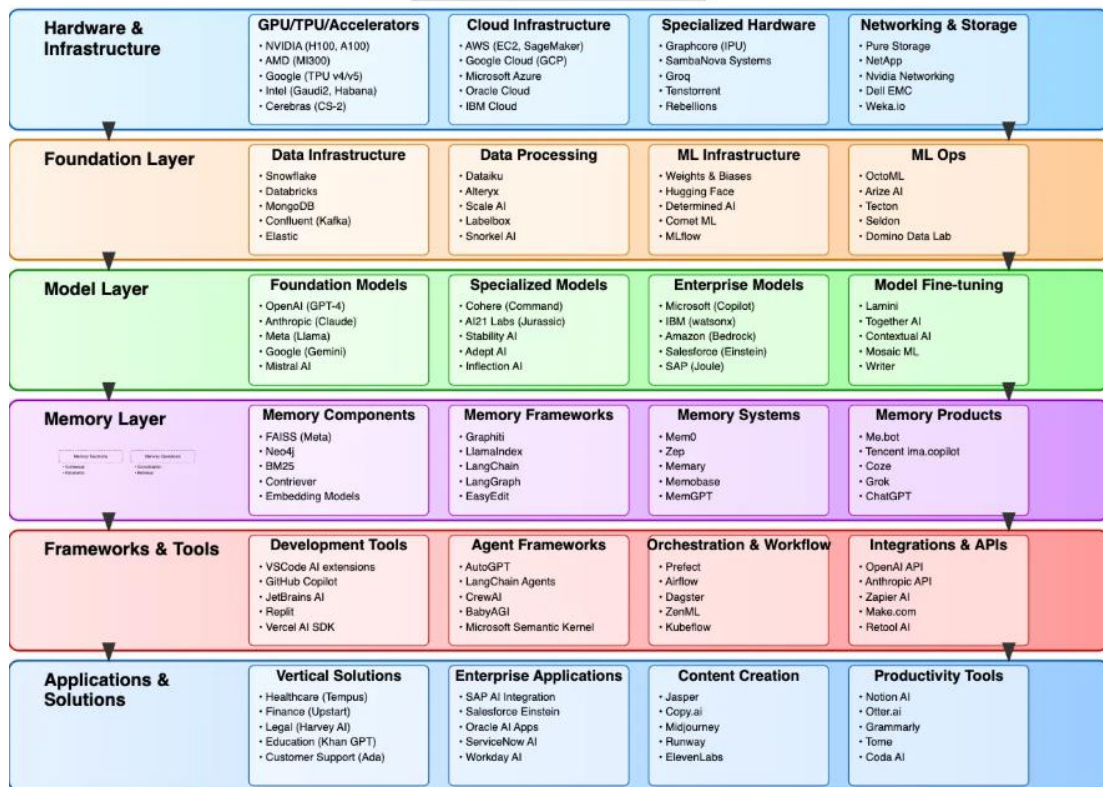 Hardware &
Infrastructure
GPU/TPU/Accelerators
• NVIDIA (H100, A100)
• AMD (MI300)
• Google (TPU v4/v5)
• Intel (Gaudi2, Habana)
• Cerebras (CS-2)
Cloud Infrastructure
• AWS (EC2, SageMaker)
• Google Cloud (GCP)
• Microsoft Azure
• Oracle Cloud
• IBM Cloud
Specialized Hardware
• Graphcore (IPU)
• SambaNova Systems
• Groq
• Tenstorrent
• Rebellions
Networking & Storage
• Pure Storage
• NetApp
• Nvidia Networking
• Dell EMC
• Weka.io
Foundation Layer
Data Infrastructure
• Snowflake
• Databricks
• MongoDB
• Confluent (Kafka)
• Elastic
Data Processing
• Dataiku
• Alteryx
• Scale AI
• Labelbox
• Snorkel AI
ML Infrastructure
• Weights & Biases
• Hugging Face
• Determined AI
• Comet ML
• MLflow
ML Ops
• OctoML
• Arize AI
• Tecton
• Seldon
• Domino Data Lab
Model Layer
Foundation Models
• OpenAI (GPT-4)
• Anthropic (Claude)
• Meta (Llama)
• Google (Gemini)
• Mistral AI
Specialized Models
• Cohere (Command)
• AI21 Labs (Jurassic)
• Stability AI
• Adept AI
• Inflection AI
Enterprise Models
• Microsoft (Copilot)
• IBM (watsonx)
• Amazon (Bedrock)
• Salesforce (Einstein)
• SAP (Joule)
Model Fine-tuning
• Lamini
• Together AI
• Contextual AI
• Mosaic ML
• Writer
Memory Layer
Memory Components
• FAISS (Meta)
• Neo4j
• BM25
• Contriever
• Embedding Models
Memory Frameworks
• Graphiti
• LlamaIndex
• LangChain
• LangGraph
• EasyEdit
Memory Systems
• Mem0
• Zep
• Memary
• Memobase
• MemGPT
Memory Products
• Me.bot
• Tencent ima.copilot
• Coze
• Grok
• ChatGPT
Frameworks & Tools
Development Tools
• VSCode AI extensions
• GitHub Copilot
• JetBrains AI
• Replit
• Vercel AI SDK
Agent Frameworks
• AutoGPT
• LangChain Agents
• CrewAI
• BabyAGI
• Microsoft Semantic Kernel
Orchestration & Workflow
• Prefect
• Airflow
• Dagster
• ZenML
• Kubeflow
Integrations & APIs
• OpenAI API
• Anthropic API
• Zapier AI
• Make.com
• Retool AI
Applications &
Solutions
Vertical Solutions
• Healthcare (Tempus)
• Finance (Upstart)
• Legal (Harvey AI)
• Education (Khan GPT)
• Customer Support (Ada)
Enterprise Applications
• SAP AI Integration
• Salesforce Einstein
• Oracle AI Apps
• ServiceNow AI
• Workday AI
Content Creation
• Jasper
• Copy.ai
• Midjourney
• Runway
• ElevenLabs
Productivity Tools
• Notion AI
• Otter.ai
• Grammarly
• Tome
• Coda AI